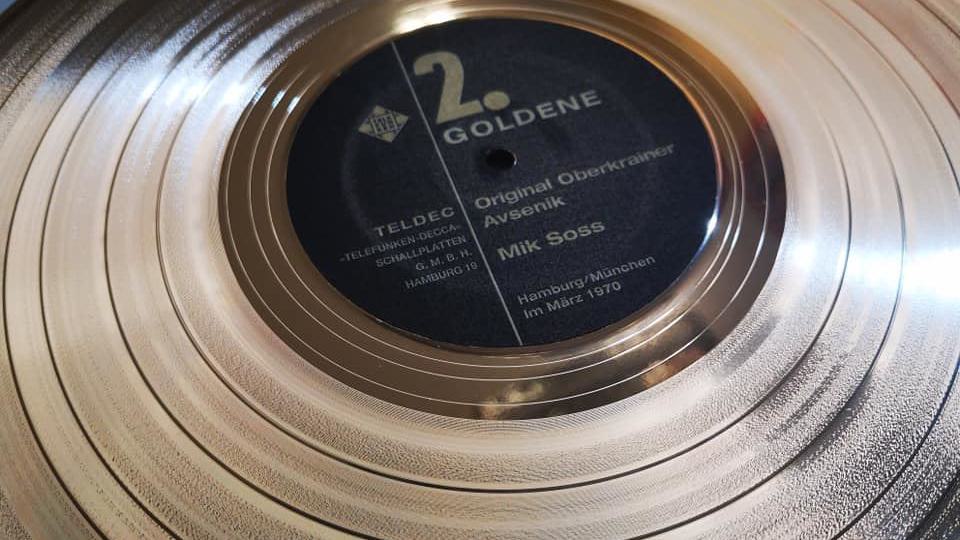 2.
GOLDENE
Original Oberkrainer
Avsenik
Mik Soss
Hamburg/München
Im März 1970
TELDEC
»TELEFUNKEN-DECCA«
SCHALLPLATTEN
G. M. B. H.
HAMBURG 19